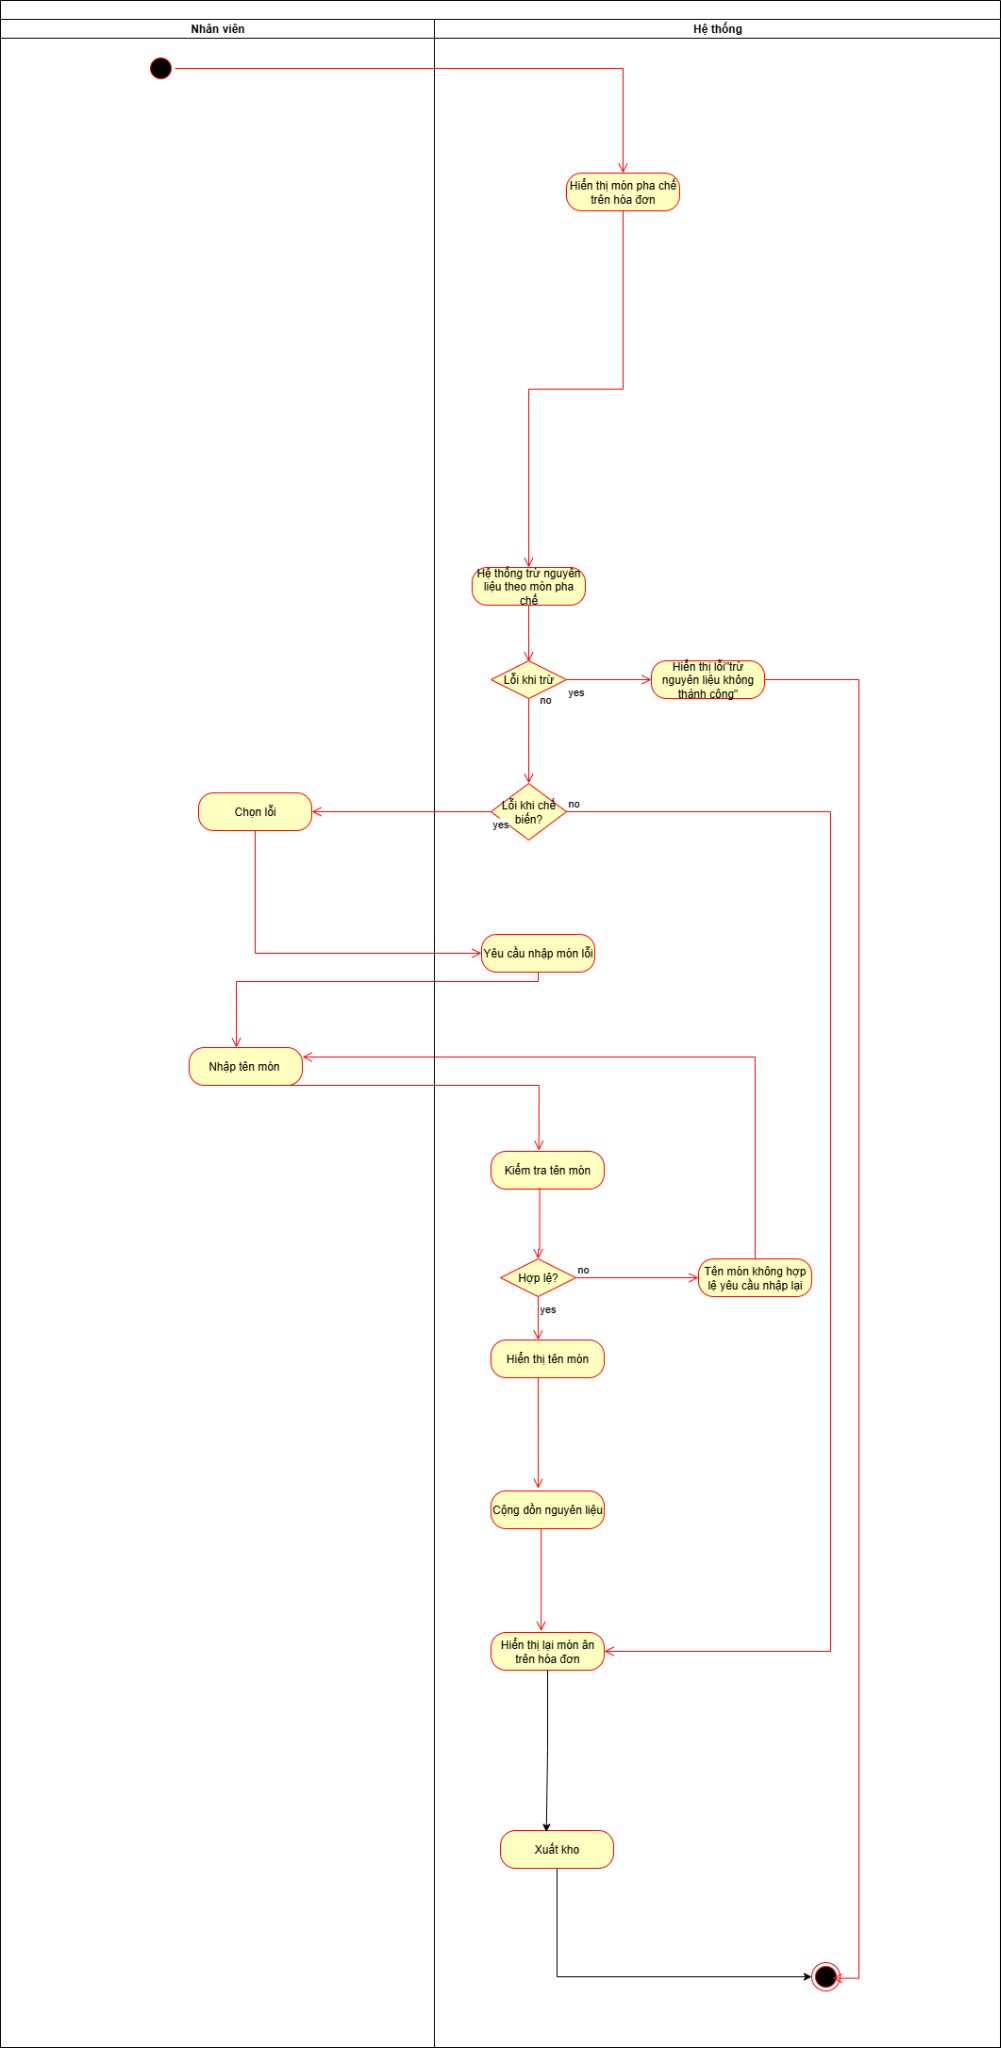 Nhân viên
Hệ thống
Hiển thị món pha chế
trên hóa đơn
Hệ thống trừ nguyên
liệu theo món pha
chế
Lỗi khi trừ
yes
no
Hiển thị lỗi"trừ
nguyên liệu không
thành công"
Lỗi khi chế
biến?
no
yes
Chọn lỗi
Yêu cầu nhập món lỗi
Nhập tên món
Kiểm tra tên món
Hợp lệ?
no
yes
Tên món không hợp
lệ yêu cầu nhập lại
Hiển thị tên món
Cộng dồn nguyên liệu
Hiển thị lại món ăn
trên hóa đơn
Xuất kho